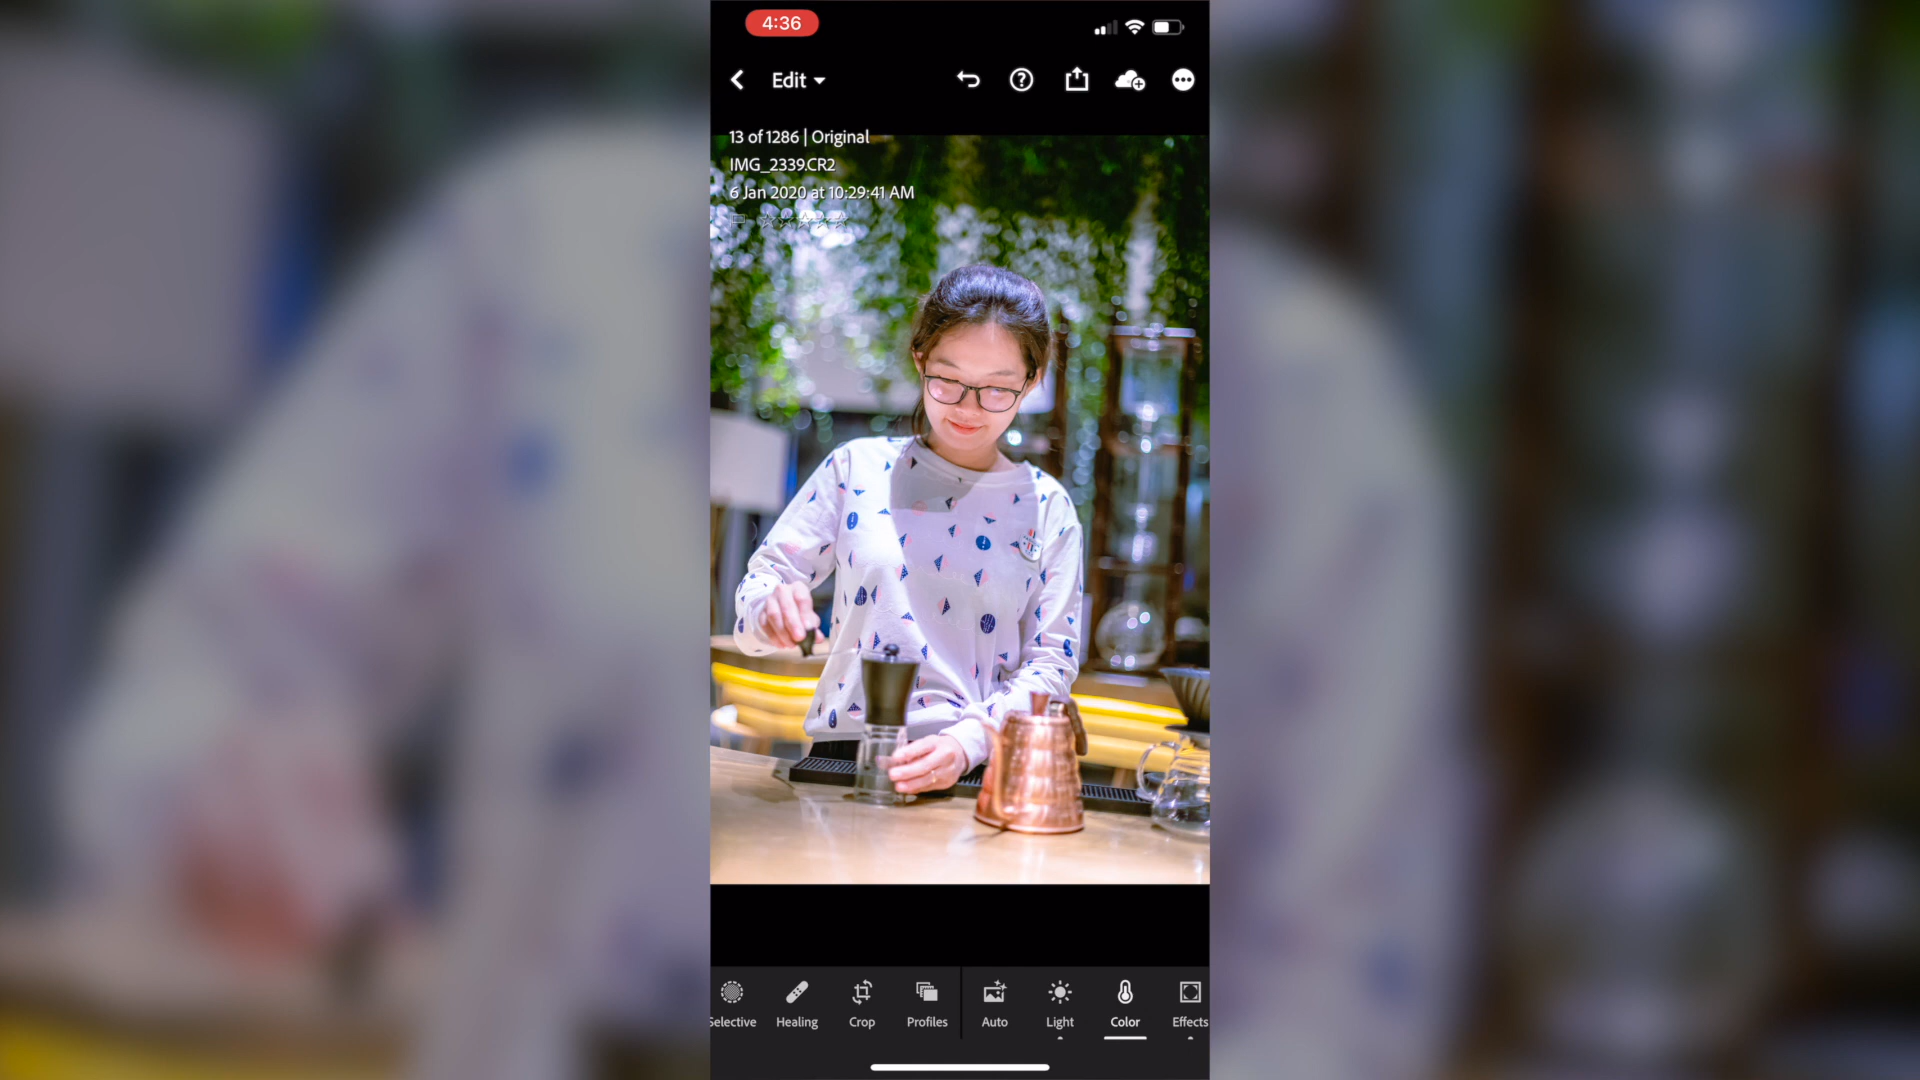 4:36
Edit
13 of 1286 | Original
IMG_2339.CR2
6 Jan 2020 at 10:29:41 AM
Selective Healing Crop Profiles Auto Light Color Effects